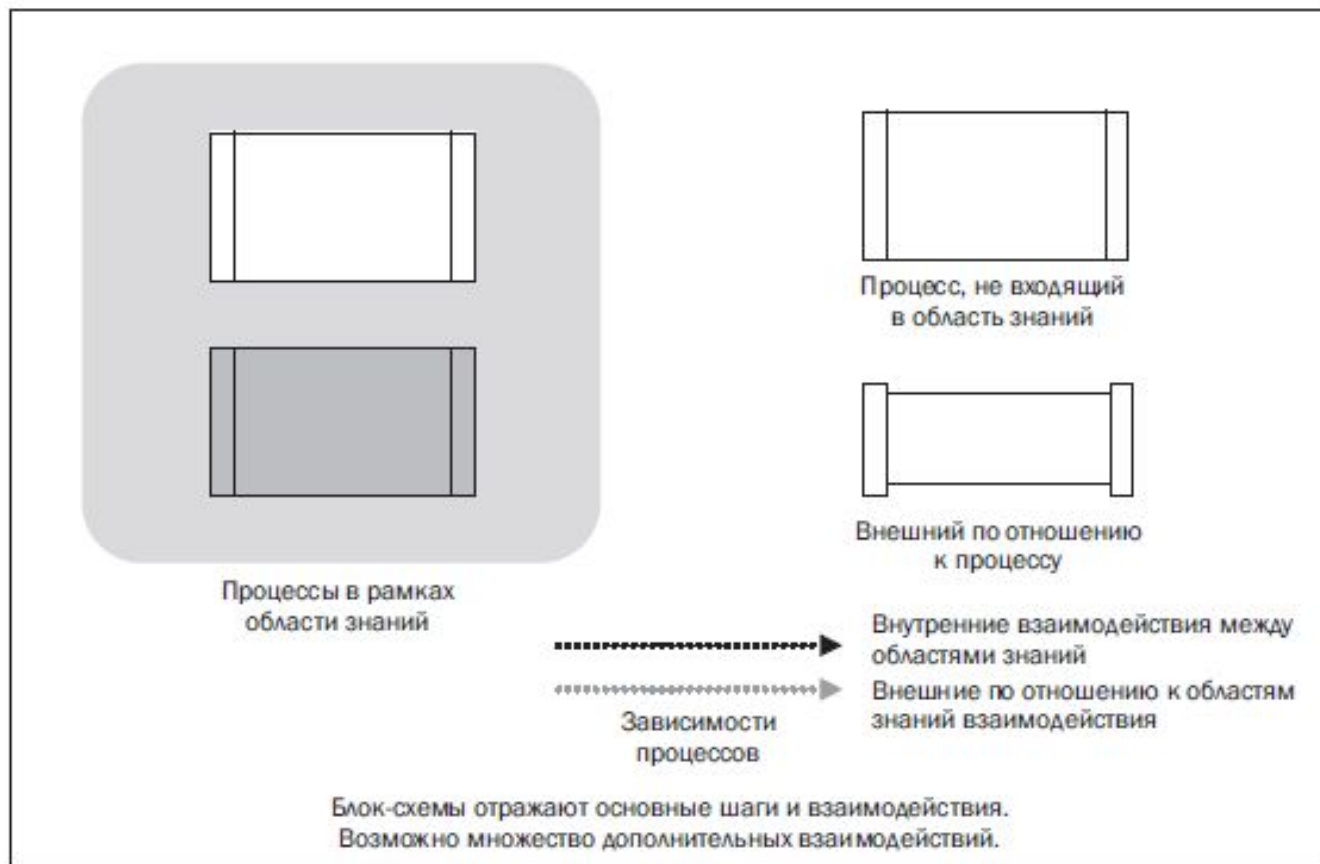 Процесс, не входящий
в область знаний
Внешний по отношению
к процессу
Процессы в рамках
области знаний
Внутренние взаимодействия между
областями знаний
Внешние по отношению к областям
знаний взаимодействия
Зависимости
процессов
Блок-схемы отражают основные шаги и взаимодействия.
Возможно множество дополнительных взаимодействий.